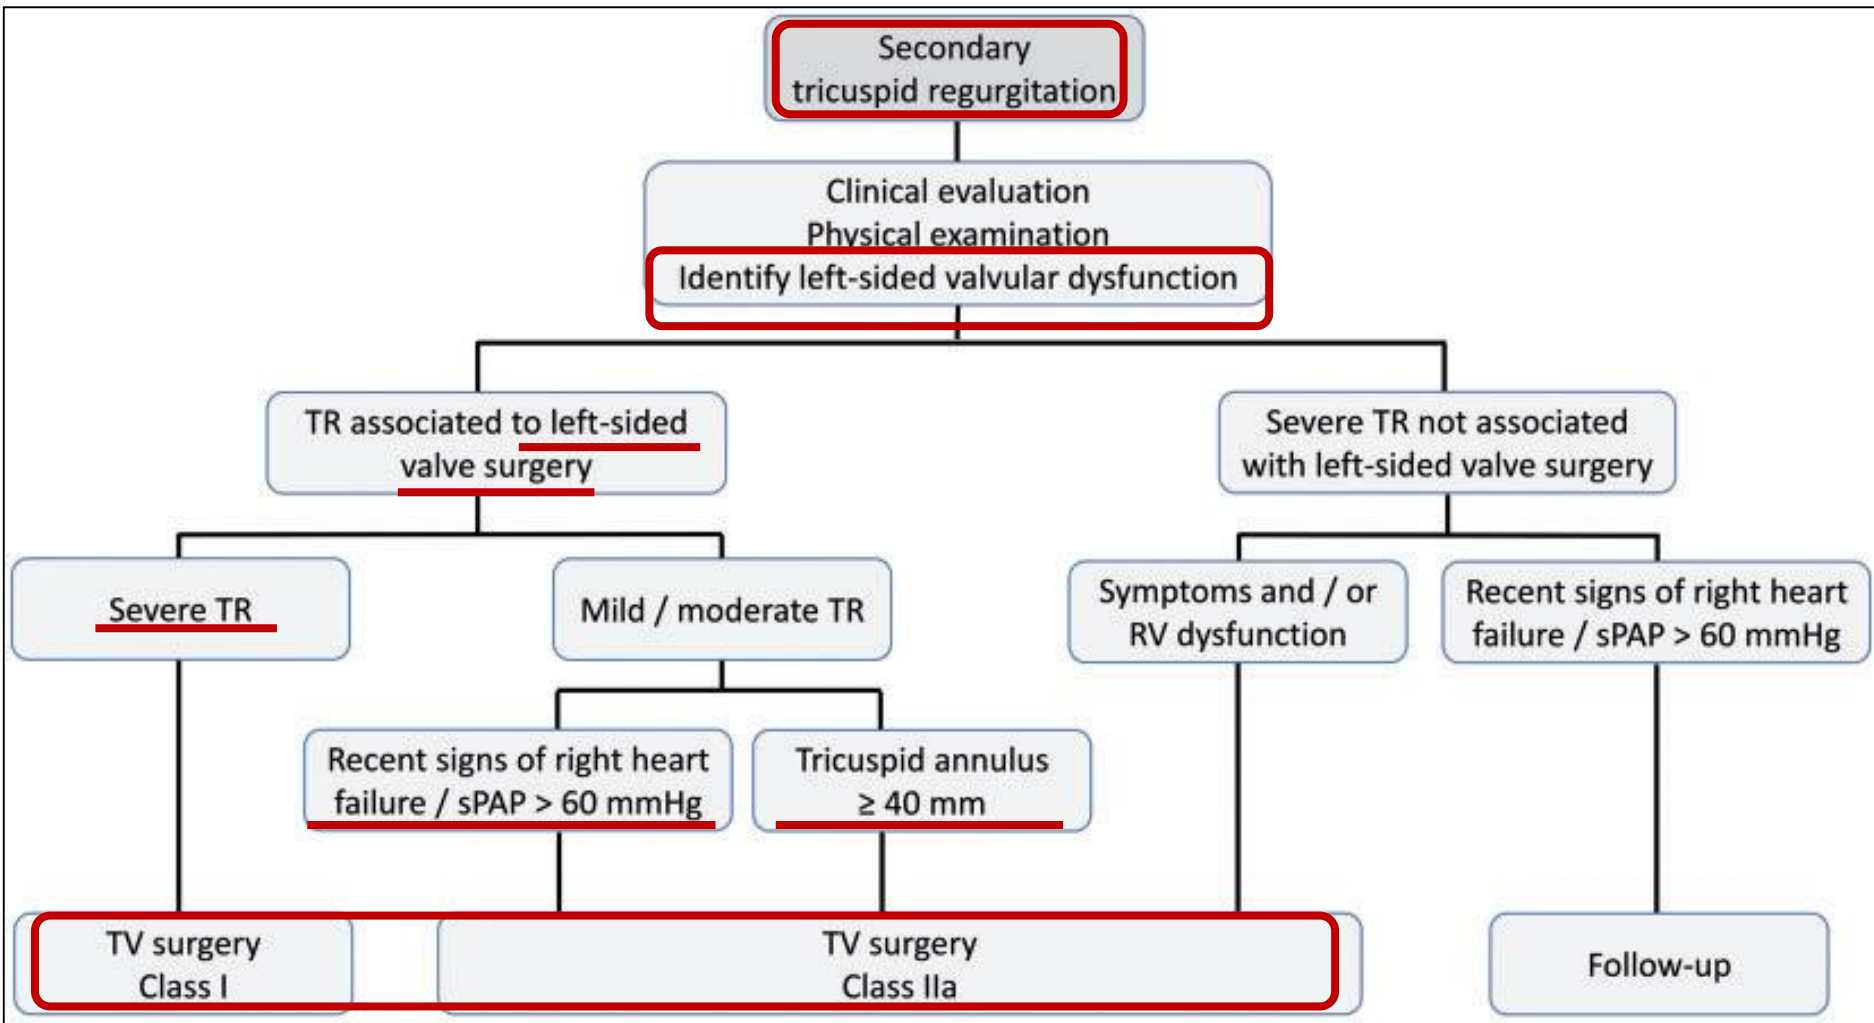 Secondary
tricuspid regurgitation
Clinical evaluation
Physical examination
Identify left-sided valvular dysfunction
TR associated to left-sided
valve surgery
Severe TR not associated
with left-sided valve surgery
Severe TR
Mild / moderate TR
Symptoms and / or
RV dysfunction
Recent signs of right heart
failure / sPAP > 60 mmHg
Recent signs of right heart
failure / sPAP > 60 mmHg
Tricuspid annulus
≥ 40 mm
TV surgery
Class I
TV surgery
Class IIa
Follow-up